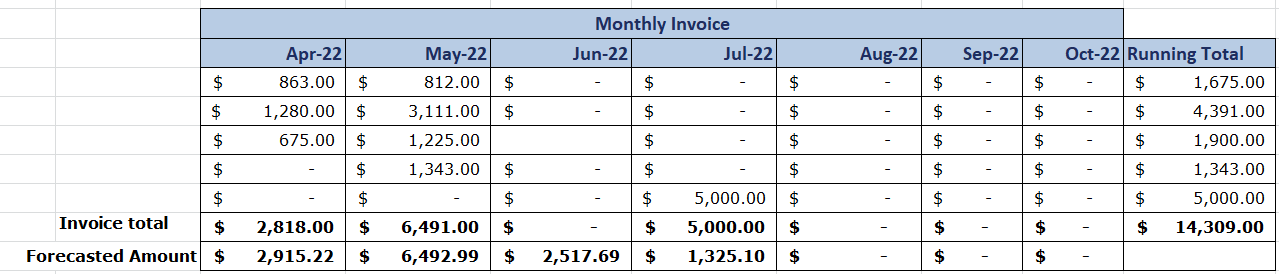 Monthly Invoice
Apr-22 May-22 Jun-22 Jul-22 Aug-22 Sep-22 Oct-22 Running Total
$ 863.00 $ 812.00 $ - $ - $ - $ - $ - $ 1,675.00
$ 1,280.00 $ 3,111.00 $ - $ - $ - $ - $ - $ 4,391.00
$ 675.00 $ 1,225.00 $ - $ - $ - $ - $ 1,900.00
$ - $ 1,343.00 $ - $ - $ - $ - $ - $ 1,343.00
$ - $ - $ - $ 5,000.00 $ - $ - $ - $ 5,000.00
Invoice total $ 2,818.00 $ 6,491.00 $ - $ 5,000.00 $ - $ - $ - $ 14,309.00
Forecasted Amount $ 2,915.22 $ 6,492.99 $ 2,517.69 $ 1,325.10 $ - $ - $ -